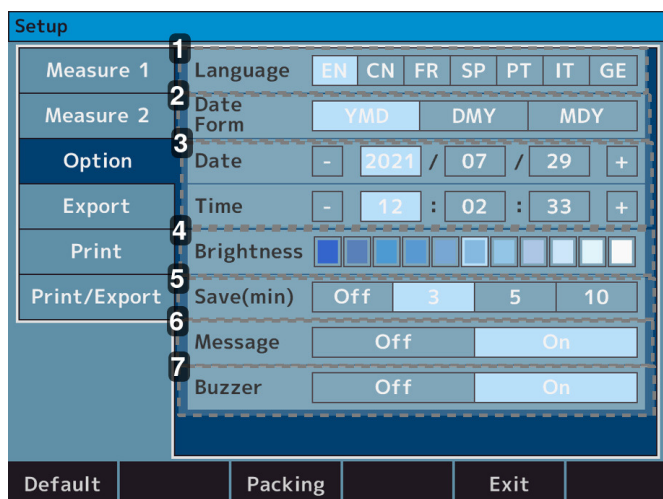 Setup
Measure 1
Measure 2
Option
Export
Print
Print/Export
1
Language EN CN FR SP PT IT GE
2
Date
Form YMD DMY MDY
3
Date - 2021 / 07 / 29 +
Time - 12 : 02 : 33 +
4
Brightness
5
Save(min) Off 3 5 10
6
Message Off On
7
Buzzer Off On
Default Packing Exit